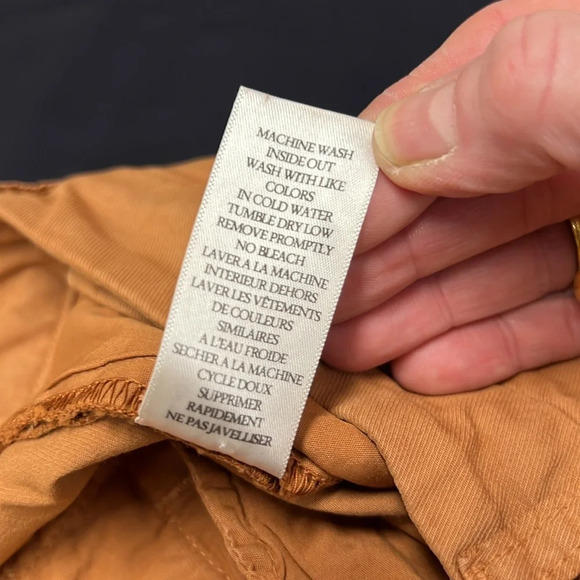 MACHINE WASH
INSIDE OUT
WASH WITH LIKE
COLORS
IN COLD WATER
TUMBLE DRY LOW
REMOVE PROMPTLY
NO BLEACH
LAVER A LA MACHINE
INTERIEUR DEHORS
LAVER LES VÊTEMENTS
DE COULEURS
SIMILAIRES
A L'EAU FROIDE
SECHER À LA MACHINE
CYCLE DOUX
SUPPRIMER
RAPIDEMENT
NE PAS JAVELLISER